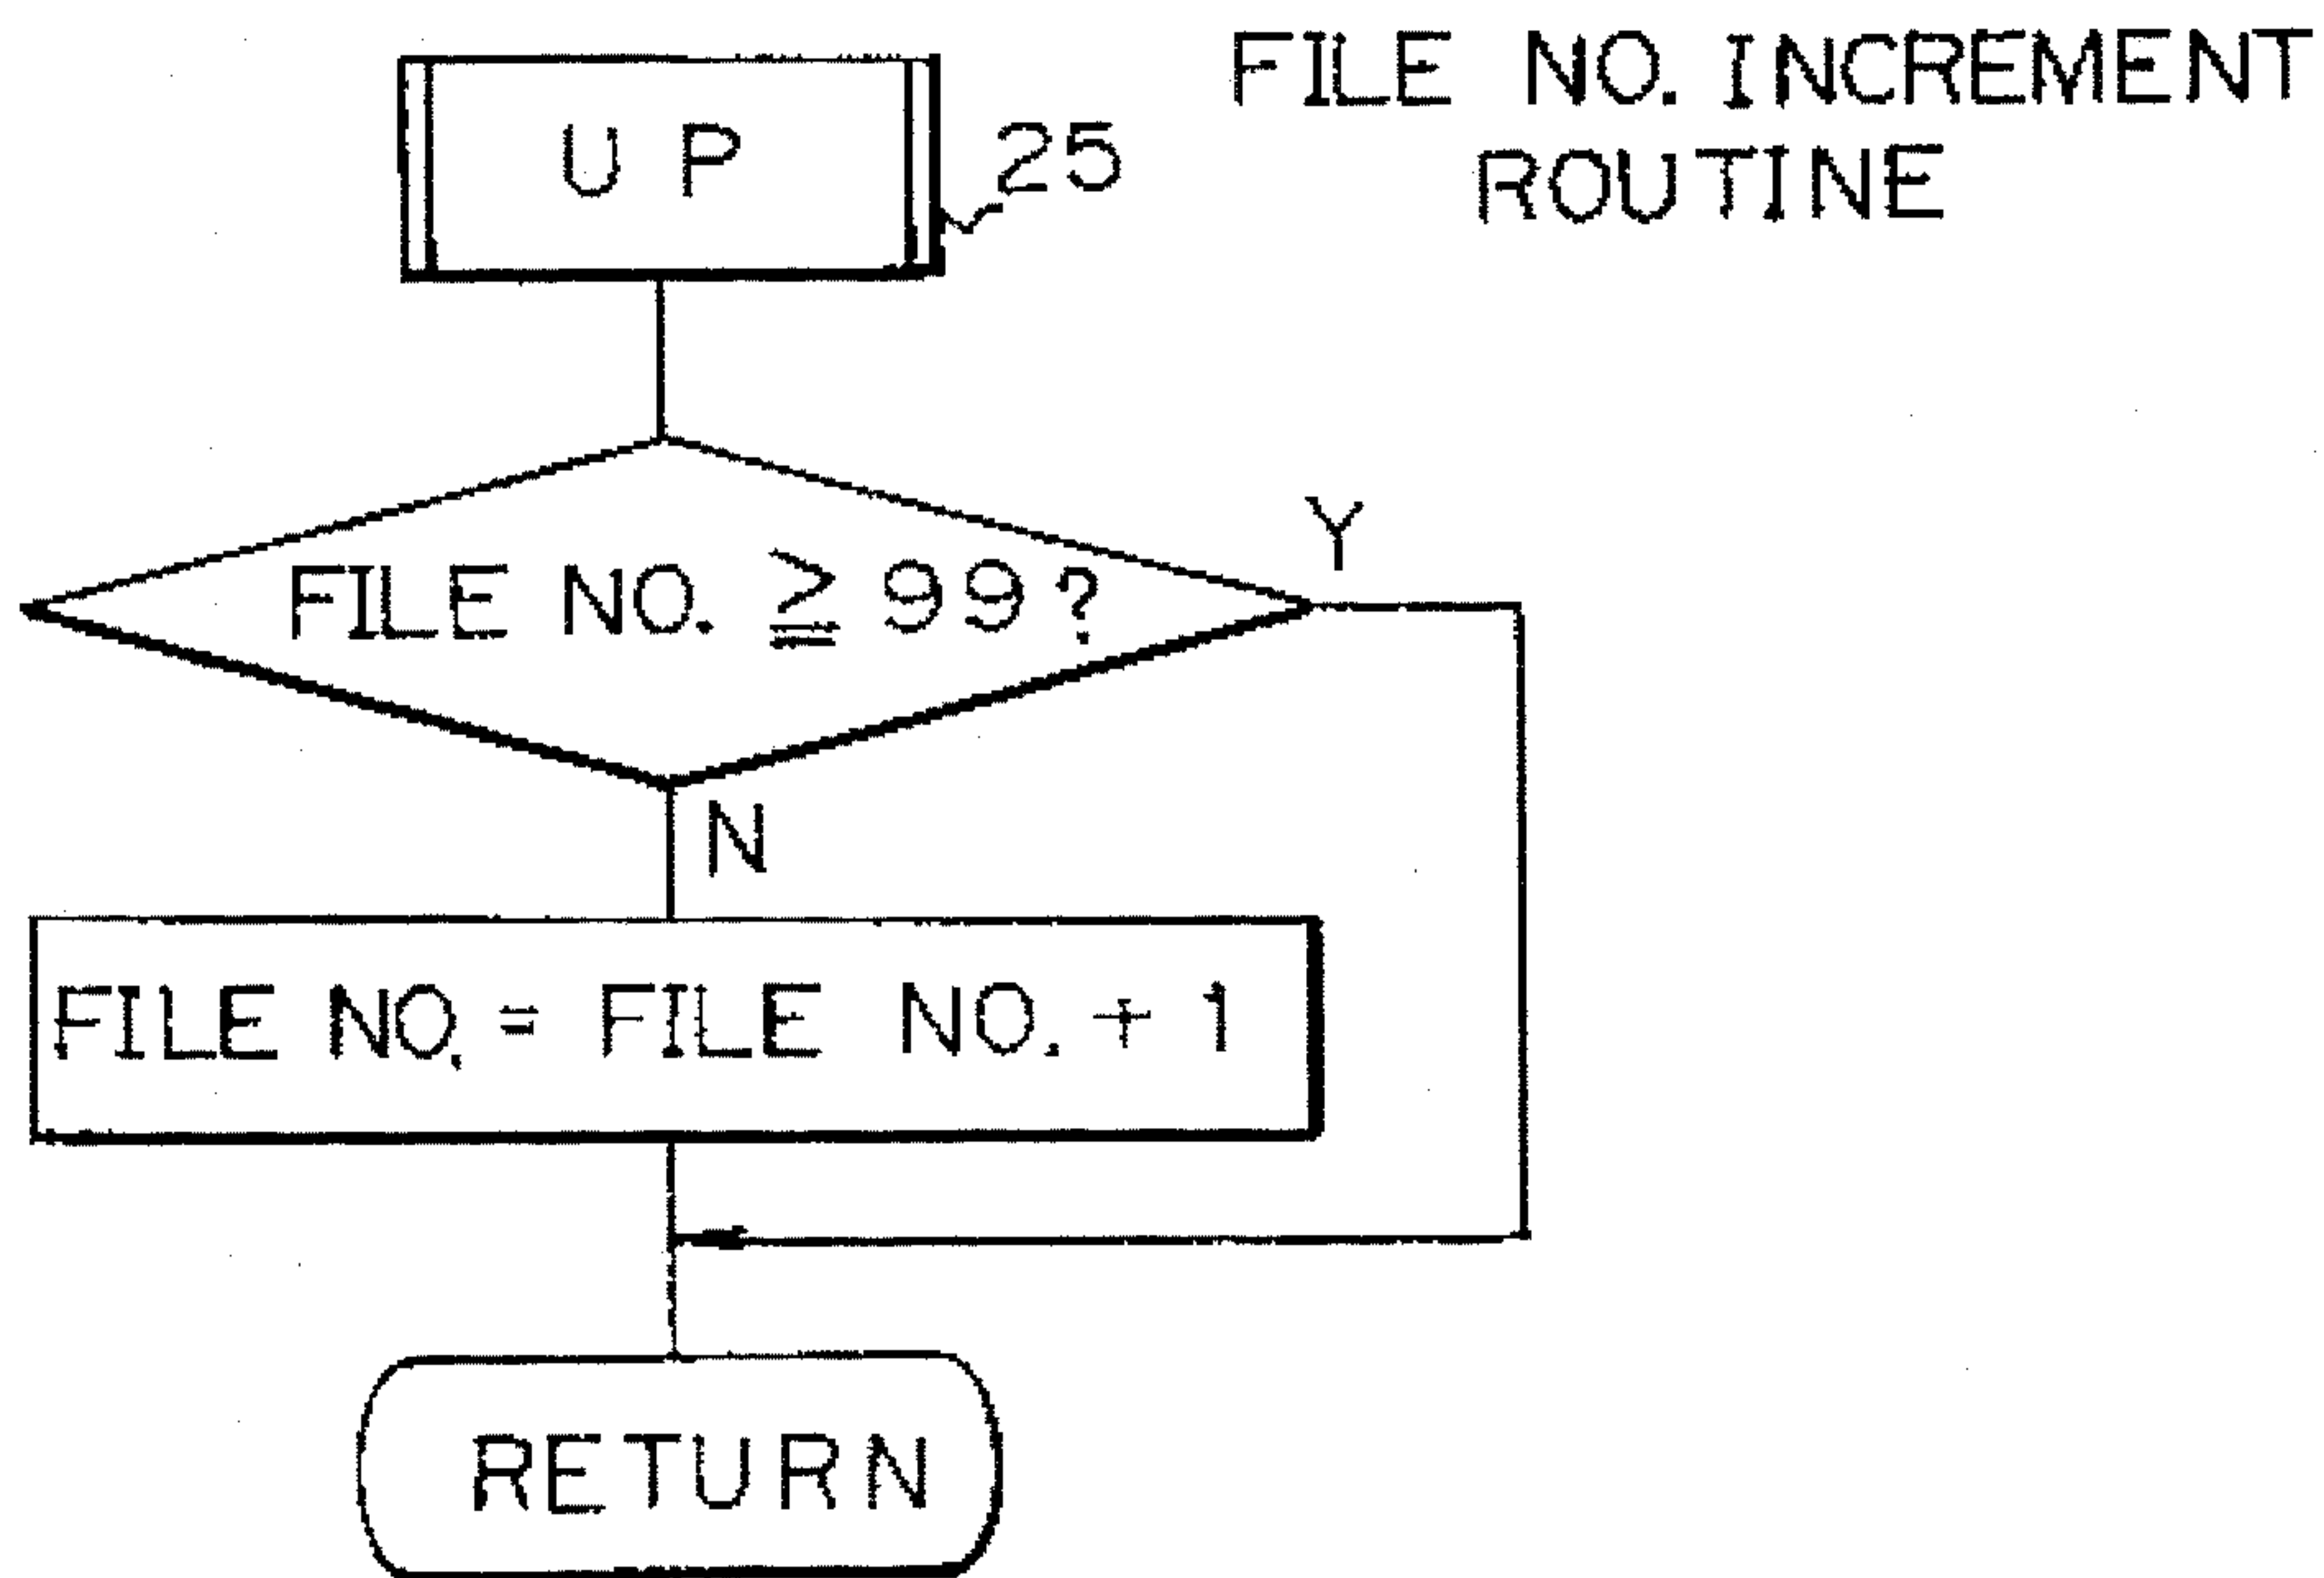 FILE NO. INCREMENT
ROUTINE
UP
25
FILE NO. ≥ 99?
Y
N
FILE NO. = FILE NO. + 1
RETURN